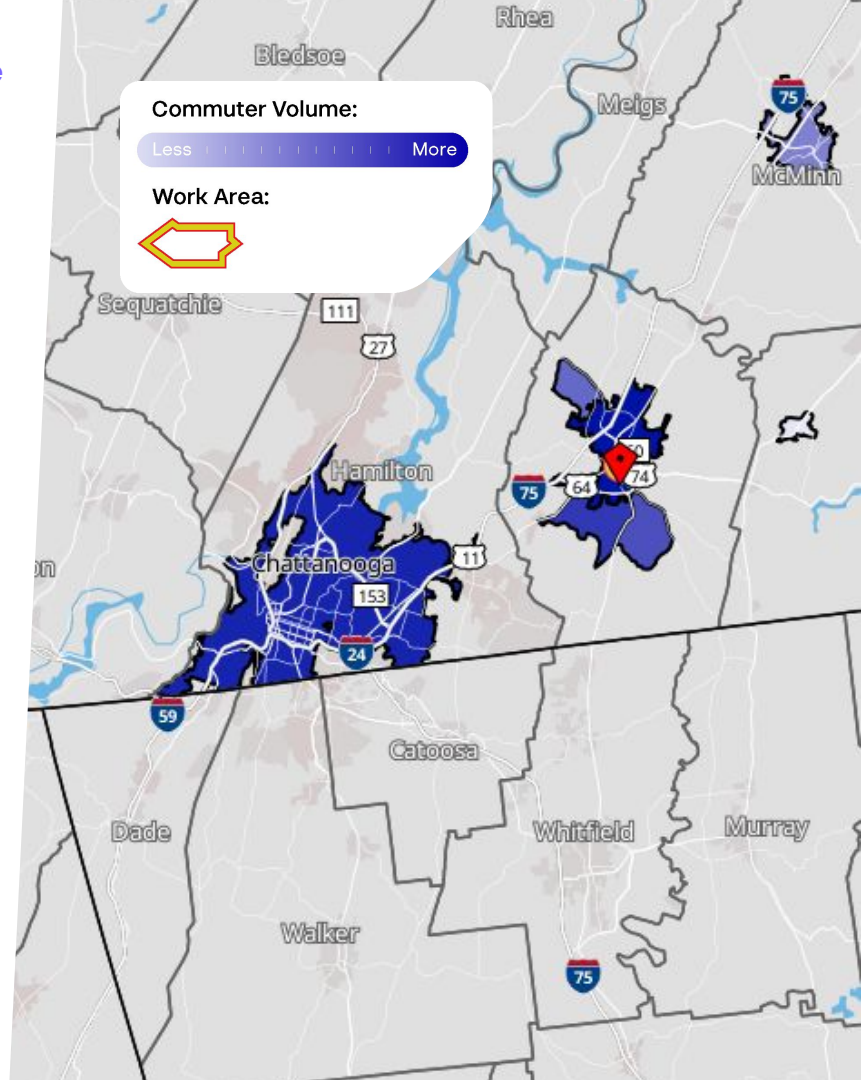 Rhea
Bledsoe
e
75
Meigs
Commuter Volume:
Less
More
McMinn
Work Area:
Sequatchie
111
27
Hamilton
74
64
75
11
Chattanooga
153
on
24
59
Catoosa
Dade
Whitfield
Murray
Walker
75